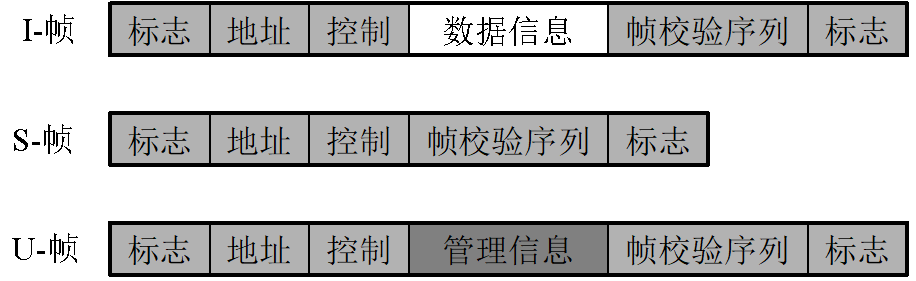 I-帧 标志 地址 控制 数据信息 帧校验序列 标志
S-帧 标志 地址 控制 帧校验序列 标志
U-帧 标志 地址 控制 管理信息 帧校验序列 标志